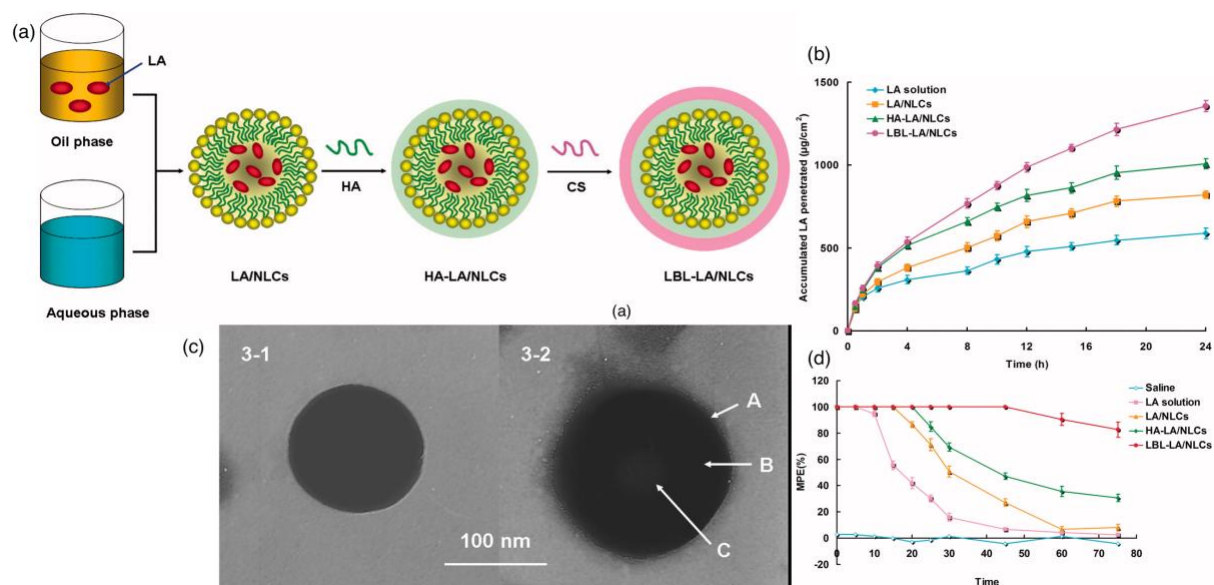 (a)
LA
Oil phase
Aqueous phase
HA
CS
LA/NLCs
HA-LA/NLCs
LBL-LA/NLCs
(a)
(b)
Accumulated LA penetrated (μg/cm²)
1500
1000
500
0
LA solution
LA/NLCs
HA-LA/NLCs
LBL-LA/NLCs
0 4 8 12 16 20 24
Time (h)
(c)
3-1
3-2
A
B
C
100 nm
(d)
MPE(%)
120
100
80
60
40
20
0
-20
Saline
LA solution
LA/NLCs
HA-LA/NLCs
LBL-LA/NLCs
0 10 20 30 40 50 60 70 80
Time